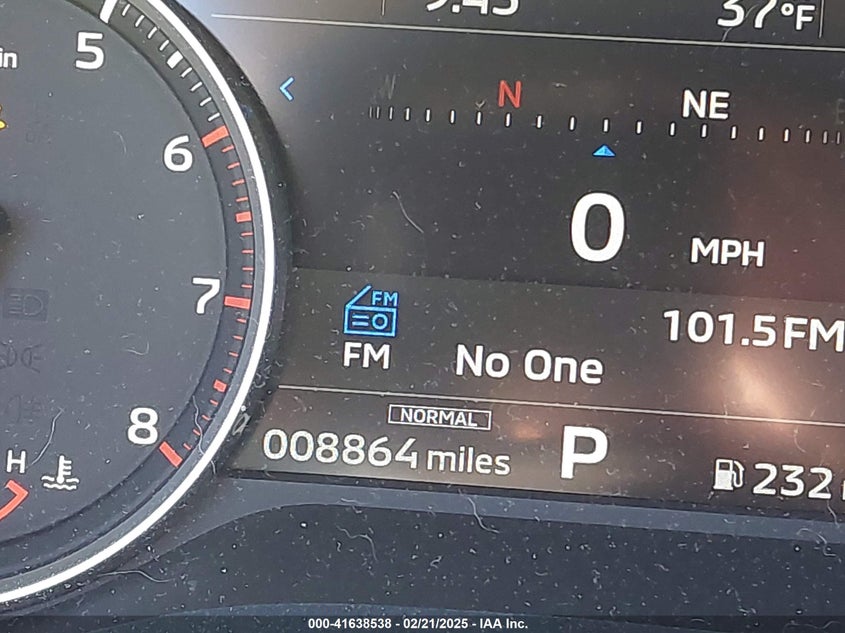 5
in
6
7
8
H
37°F
N NE
0 MPH
FM
101.5FM
FM No One
NORMAL
008864 miles P 232
000-41638538 - 02/21/2025 - IAA Inc.